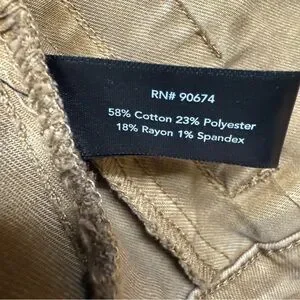 RN# 90674
58% Cotton 23% Polyester
18% Rayon 1% Spandex